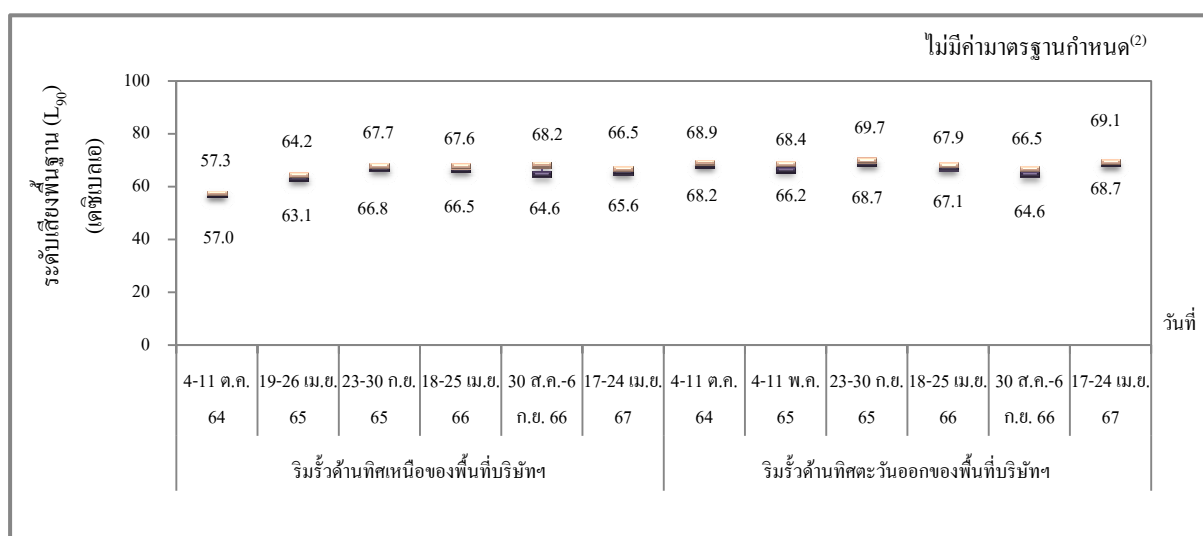 ไม่มีค่ามาตรฐานกำหนด(2)
ระดับเสียงพื้นฐาน (L90)
(เดซิเบลเอ)
100
80
60
40
20
0
57.3 64.2 67.7 67.6 68.2 66.5 68.9 68.4 69.7 67.9 66.5 69.1
57.0 63.1 66.8 66.5 64.6 65.6 68.2 66.2 68.7 67.1 64.6 68.7
วันที่
4-11 ต.ค. 19-26 เม.ย. 23-30 ก.ย. 18-25 เม.ย. 30 ส.ค.-6 17-24 เม.ย. 4-11 ต.ค. 4-11 พ.ค. 23-30 ก.ย. 18-25 เม.ย. 30 ส.ค.-6 17-24 เม.ย.
64 65 65 66 ก.ย. 66 67 64 65 65 66 ก.ย. 66 67
ริมรั้วด้านทิศเหนือของพื้นที่บริษัทฯ ริมรั้วด้านทิศตะวันออกของพื้นที่บริษัทฯ